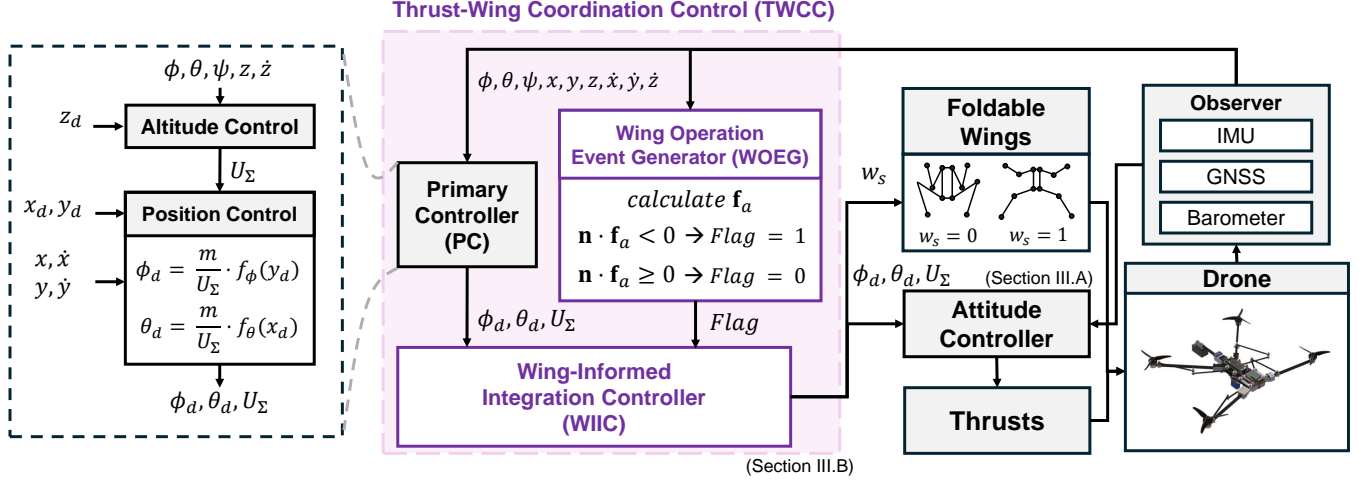 Thrust-Wing Coordination Control (TWCC)
ϕ, θ, ψ, z, ż
z_d
Altitude Control
U_Σ
x_d, y_d
Position Control
x, ẋ
y, ẏ
ϕ_d = m/U_Σ · f_ϕ(y_d)
θ_d = m/U_Σ · f_θ(x_d)
ϕ_d, θ_d, U_Σ
ϕ, θ, ψ, x, y, z, ẋ, ẏ, ż
Primary
Controller
(PC)
Wing Operation
Event Generator (WOEG)
calculate f_a
n · f_a < 0 → Flag = 1
n · f_a ≥ 0 → Flag = 0
ϕ_d, θ_d, U_Σ
Flag
Wing-Informed
Integration Controller
(WIIC)
(Section III.B)
w_s
Foldable
Wings
w_s = 0
w_s = 1
(Section III.A)
ϕ_d, θ_d, U_Σ
Attitude
Controller
Thrusts
Observer
IMU
GNSS
Barometer
Drone